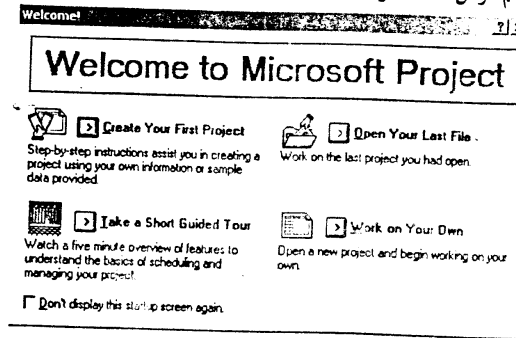 Welcome!
Welcome to Microsoft Project
Create Your First Project
Step-by-step instructions assist you in creating a
project using your own information or sample
data provided.
Open Your Last File.
Work on the last project you had open.
Take a Short Guided Tour
Watch a five minute overview of features to
understand the basics of scheduling and
managing your project.
Work on Your Own
Open a new project and begin working on your
own.
Don't display this startup screen again.